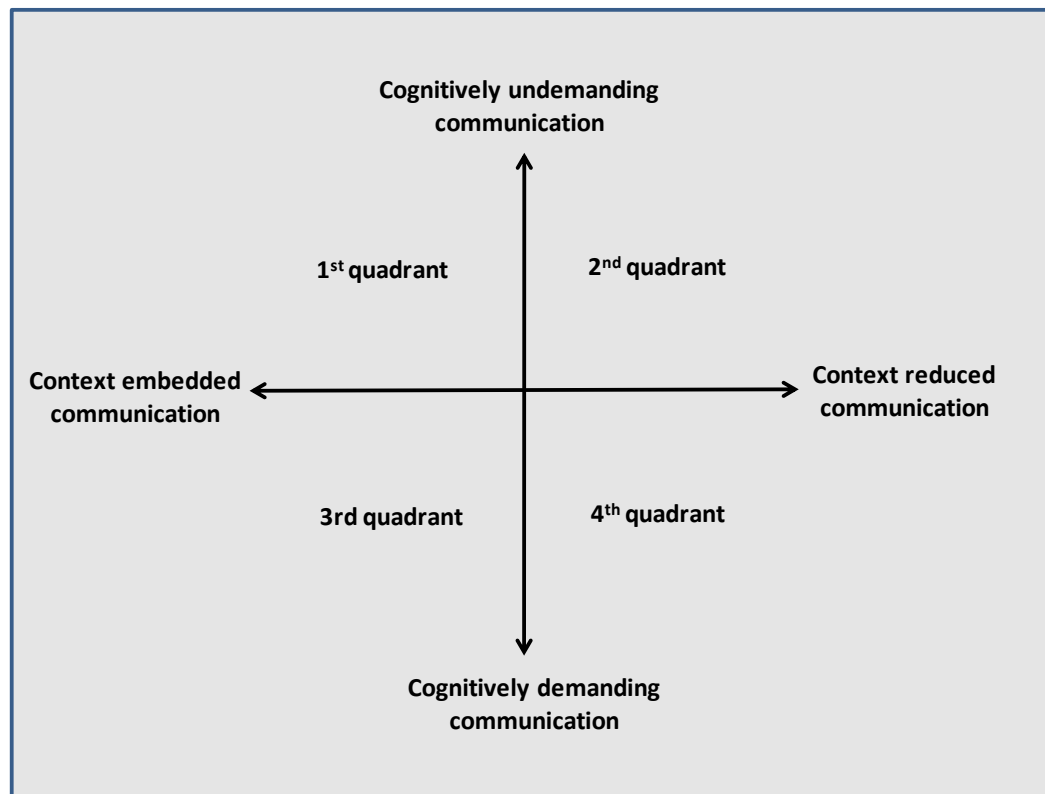 Cognitively undemanding
communication
1st quadrant
2nd quadrant
Context embedded
communication
Context reduced
communication
3rd quadrant
4th quadrant
Cognitively demanding
communication